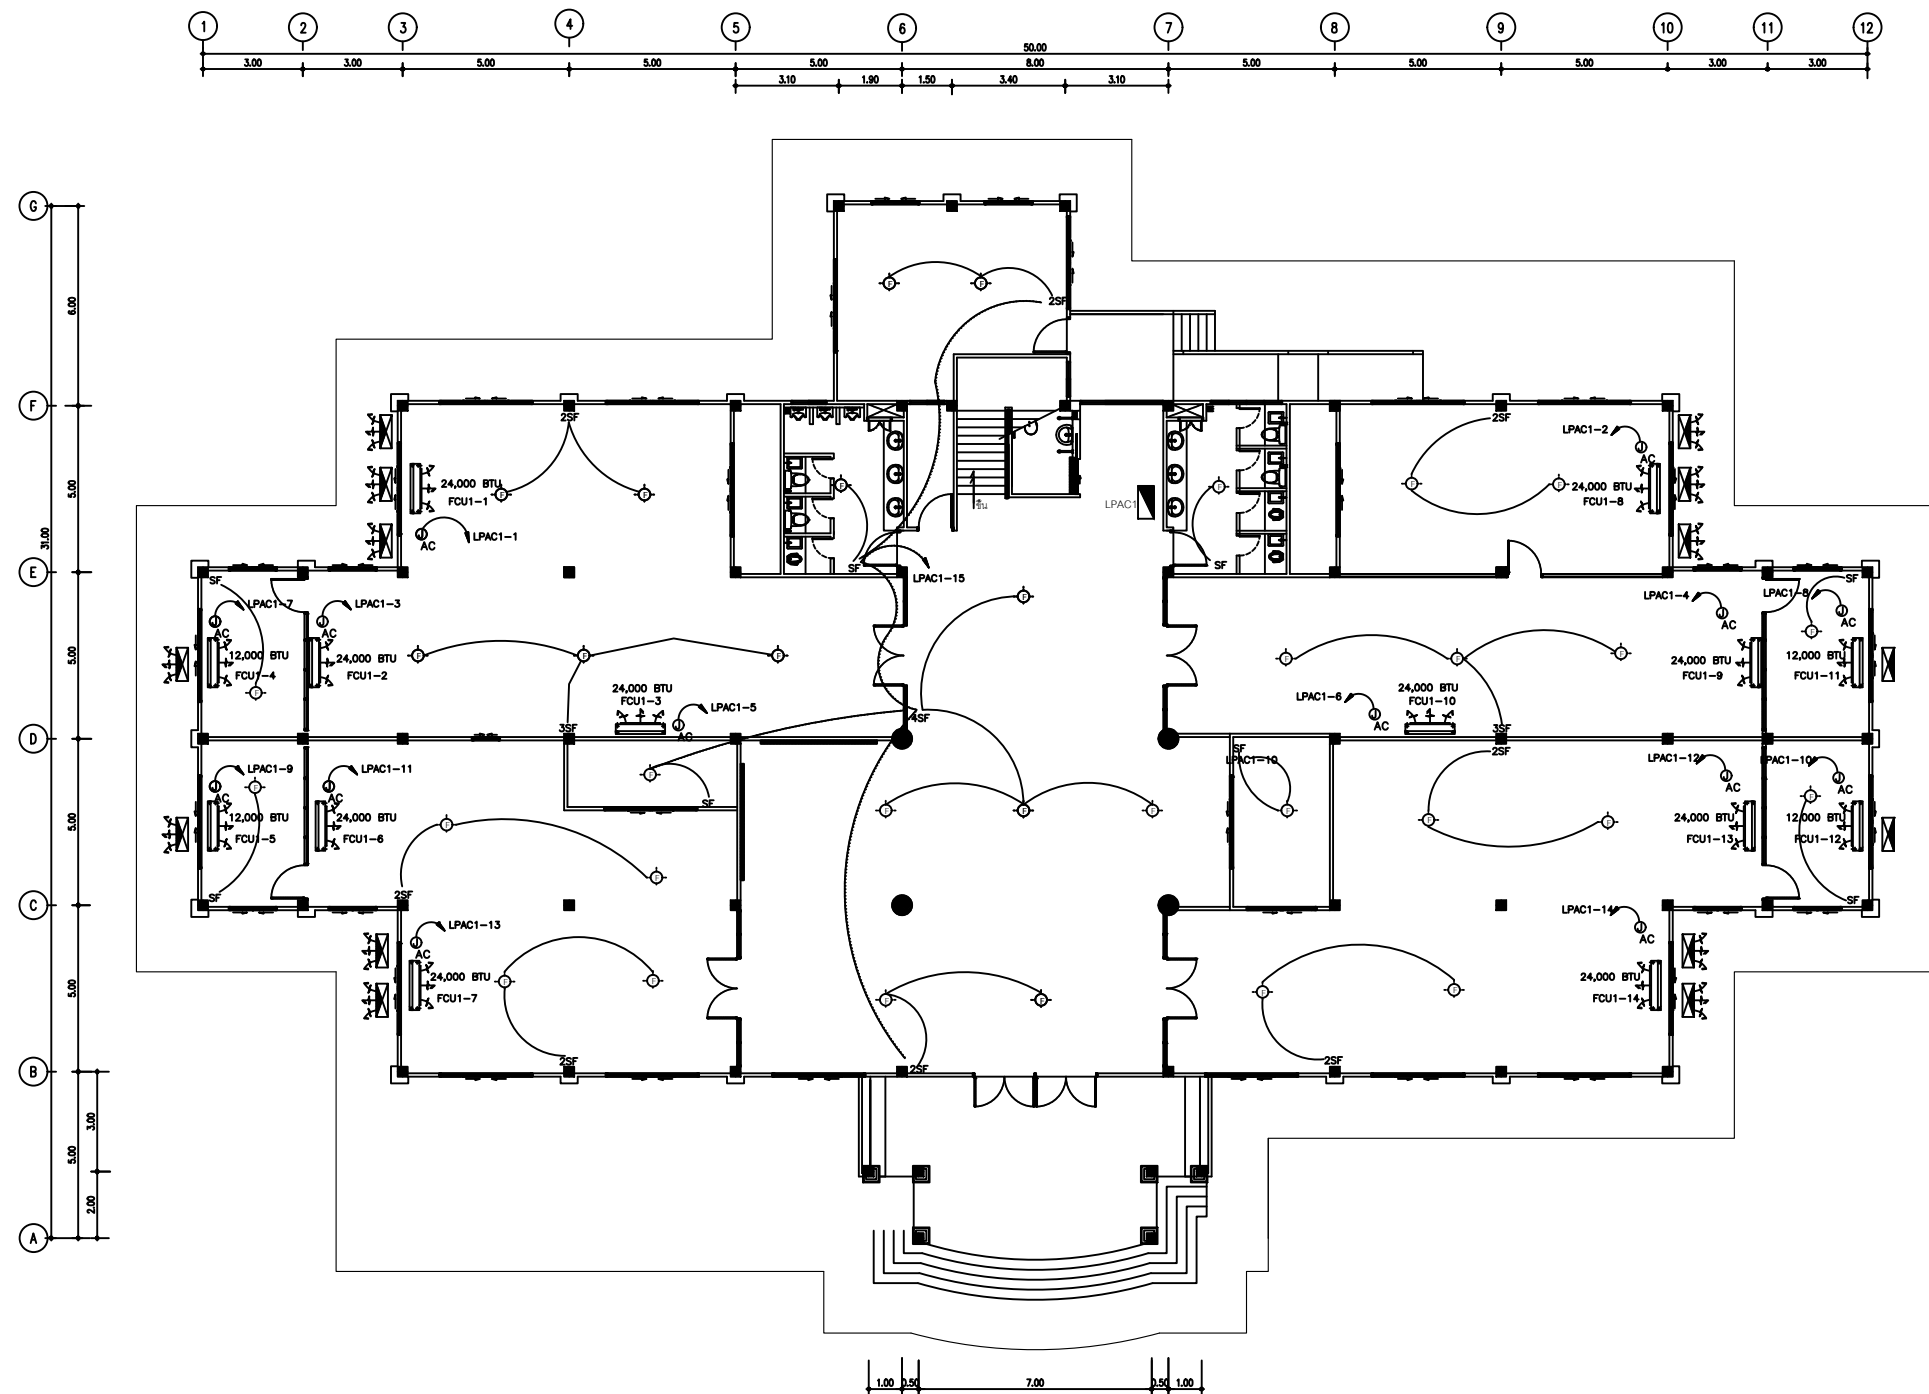 1 2 3 4 5 6 7 8 9 10 11 12
50.00
3.00 3.00 5.00 5.00 5.00 8.00 5.00 5.00 5.00 3.00 3.00
3.10 1.90 1.50 3.40 3.10
G
6.00
2SF
F
2SF
2SF
LPAC1-2
AC
24,000 BTU
FCU1-1
24,000 BTU
FCU1-8
5.00
LPAC1
ขึ้น
31.00
LPAC1-1
AC
E
SF
SF
SF
SF
LPAC1-15
LPAC1-7
LPAC1-3
LPAC1-4
LPAC1-8
AC
AC
AC
AC
5.00
12,000 BTU
FCU1-4
24,000 BTU
FCU1-2
24,000 BTU
FCU1-9
12,000 BTU
FCU1-11
24,000 BTU
FCU1-3
LPAC1-5
AC
LPAC1-6
AC
24,000 BTU
FCU1-10
3SF
4SF
3SF
D
SF
2SF
LPAC1-9
LPAC1-11
LPAC1-10
LPAC1-12
LPAC1-10
AC
AC
AC
AC
SF
5.00
12,000 BTU
FCU1-5
24,000 BTU
FCU1-6
24,000 BTU
FCU1-13
12,000 BTU
FCU1-12
C
SF
2SF
SF
LPAC1-13
AC
LPAC1-14
AC
5.00
24,000 BTU
FCU1-7
24,000 BTU
FCU1-14
B
2SF
2SF
2SF
3.00
5.00
2.00
A
F F F F F F F F F F F F F F F F F F F F F F F F F F F F F F F F F F
1.00 0.50 7.00 0.50 1.00